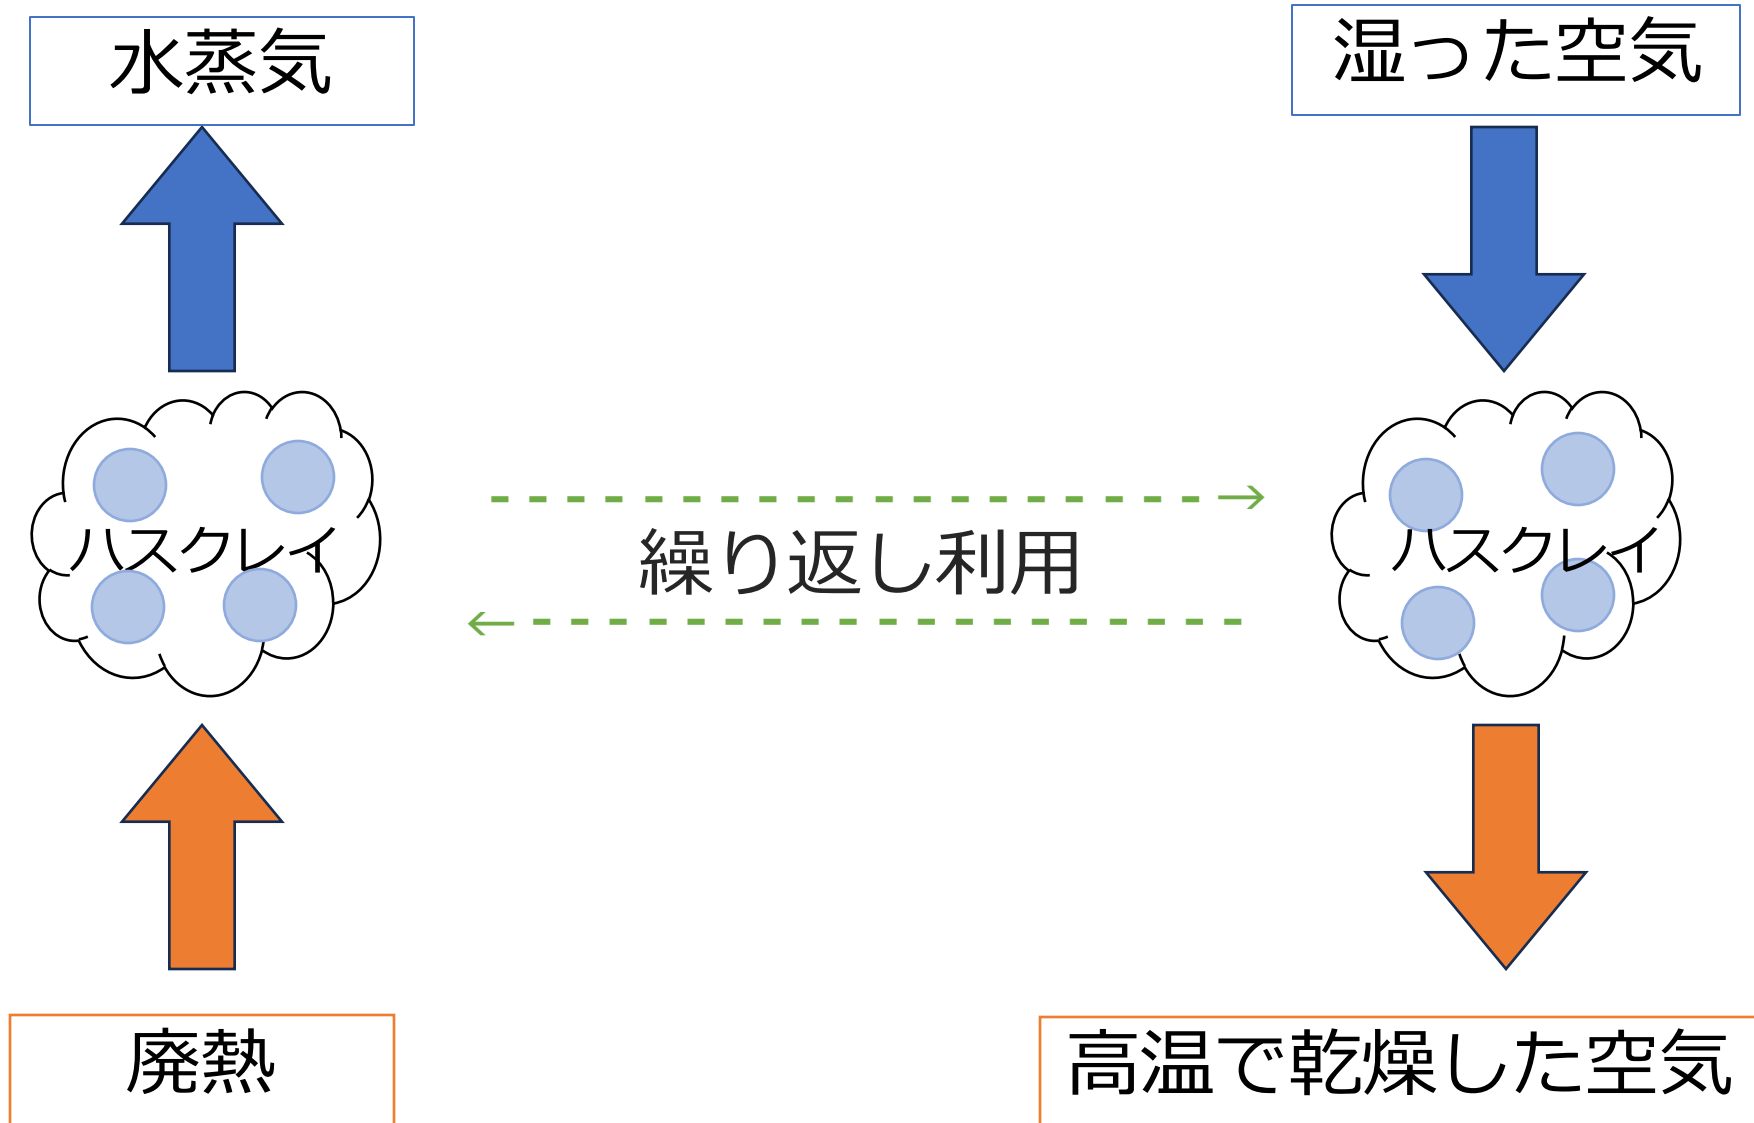 水蒸気
湿った空気
ハスクレイ
ハスクレイ
繰り返し利用
廃熱
高温で乾燥した空気